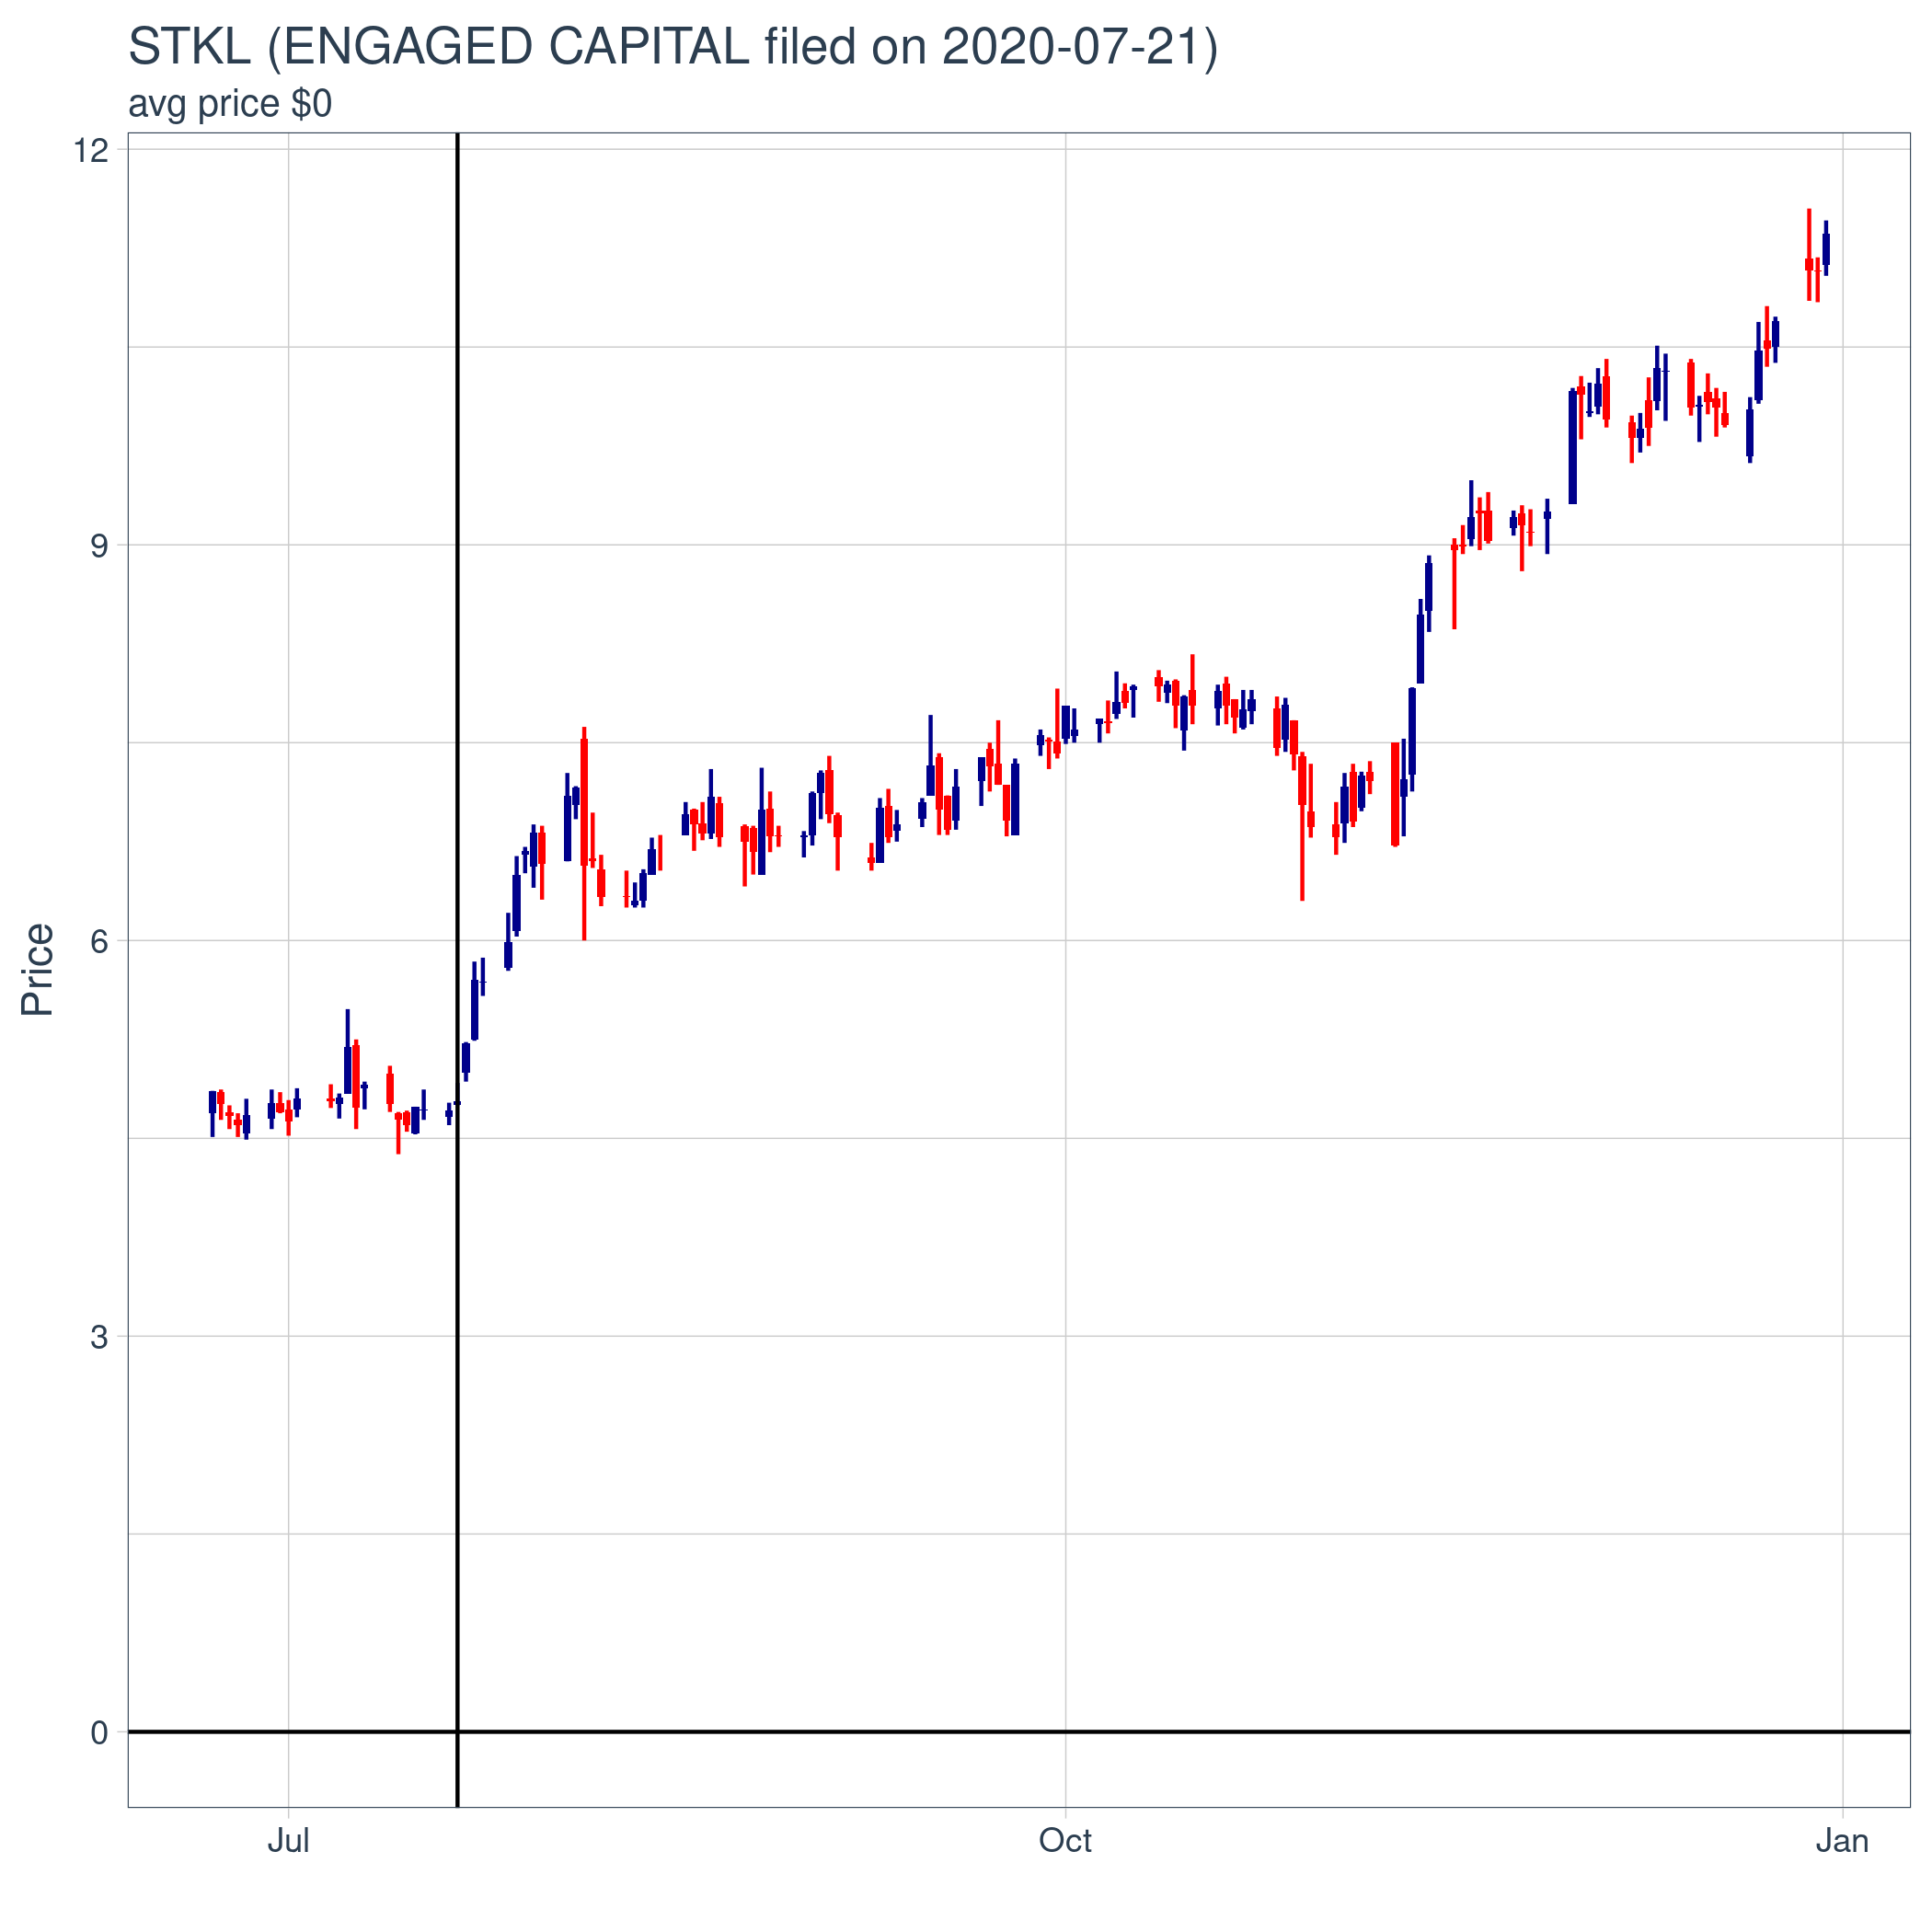 STKL (ENGAGED CAPITAL filed on 2020-07-21)
avg price $0
12
9
6
3
0
Price
Jul
Oct
Jan